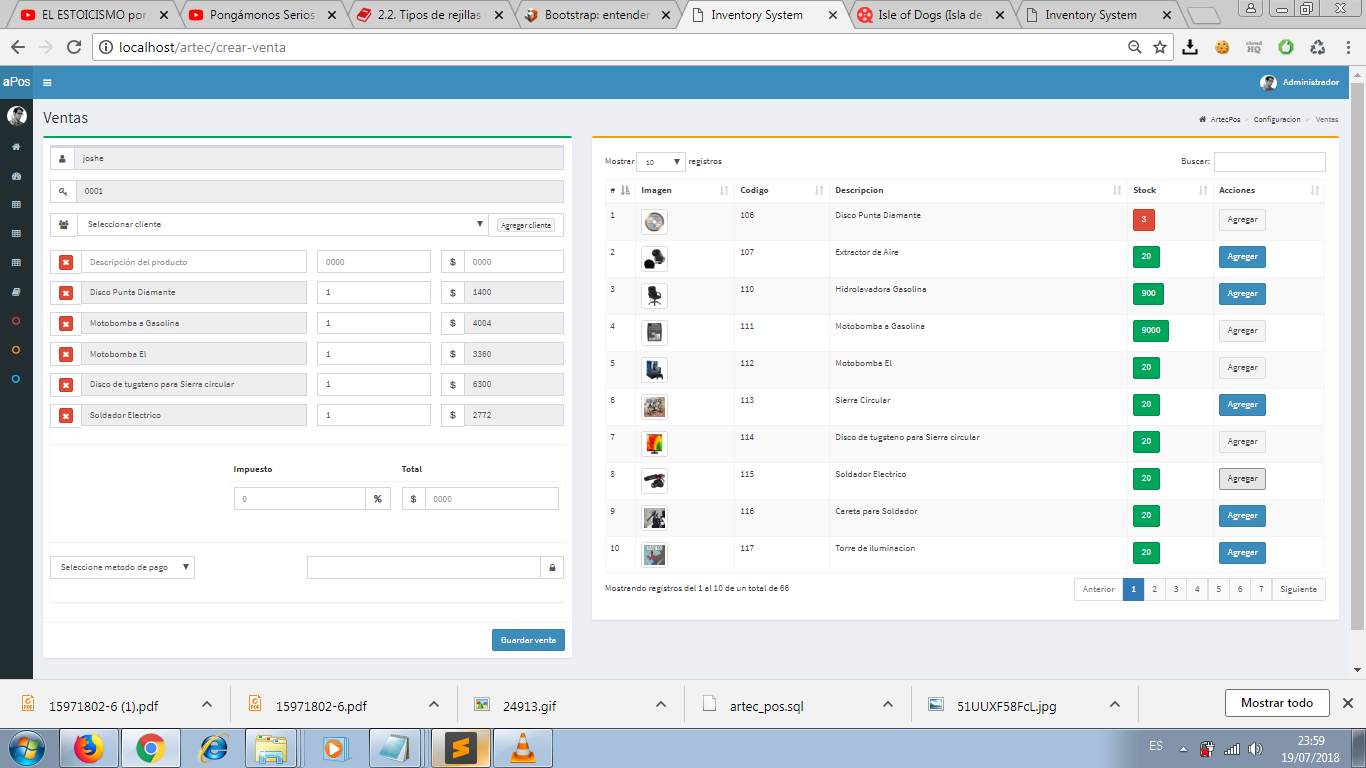 EL ESTOICISMO por
Pongámonos Serios
2.2. Tipos de rejillas
Bootstrap: entender
Inventory System
Isle of Dogs (Isla de
Inventory System
localhost/artec/crear-venta
aPos
Administrador
Ventas
ArtecPos > Configuracion > Ventas
joshe
0001
Seleccionar cliente
Agregar cliente
Descripción del producto 0000 $ 0000
Disco Punta Diamante 1 $ 1400
Motobomba a Gasolina 1 $ 4004
Motobomba El 1 $ 3360
Disco de tugsteno para Sierra circular 1 $ 6300
Soldador Electrico 1 $ 2772
Impuesto Total
0 % $ 0000
Seleccione metodo de pago
Guardar venta
Mostrar 10 registros
Buscar:
# Imagen Codigo Descripcion Stock Acciones
1 106 Disco Punta Diamante 3 Agregar
2 107 Extractor de Aire 20 Agregar
3 110 Hidrolavadora Gasolina 900 Agregar
4 111 Motobomba a Gasolina 9000 Agregar
5 112 Motobomba El 20 Agregar
6 113 Sierra Circular 20 Agregar
7 114 Disco de tugsteno para Sierra circular 20 Agregar
8 115 Soldador Electrico 20 Agregar
9 116 Careta para Soldador 20 Agregar
10 117 Torre de iluminacion 20 Agregar
Mostrando registros del 1 al 10 de un total de 66
Anterior 1 2 3 4 5 6 7 Siguiente
15971802-6 (1).pdf
15971802-6.pdf
24913.gif
artec_pos.sql
51UUXF58FcL.jpg
Mostrar todo
ES
23:59
19/07/2018